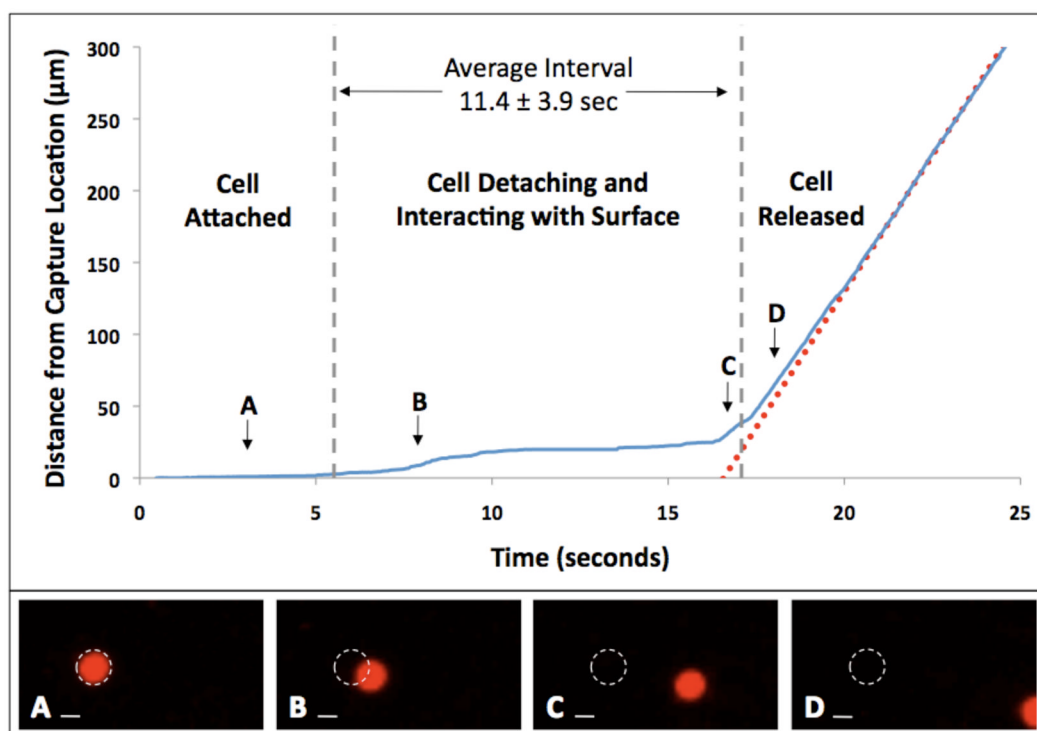 300
250
200
150
100
50
0
Distance from Capture Location (µm)
Average Interval
11.4 ± 3.9 sec
Cell
Attached
Cell Detaching and
Interacting with Surface
Cell
Released
A
B
C
D
0
5
10
15
20
25
Time (seconds)
A
B
C
D